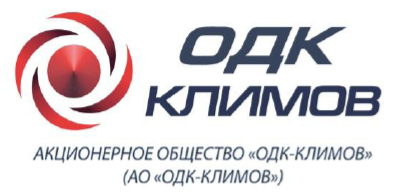 ОДК
КЛИМОВ
АКЦИОНЕРНОЕ ОБЩЕСТВО «ОДК-КЛИМОВ»
(АО «ОДК-КЛИМОВ»)